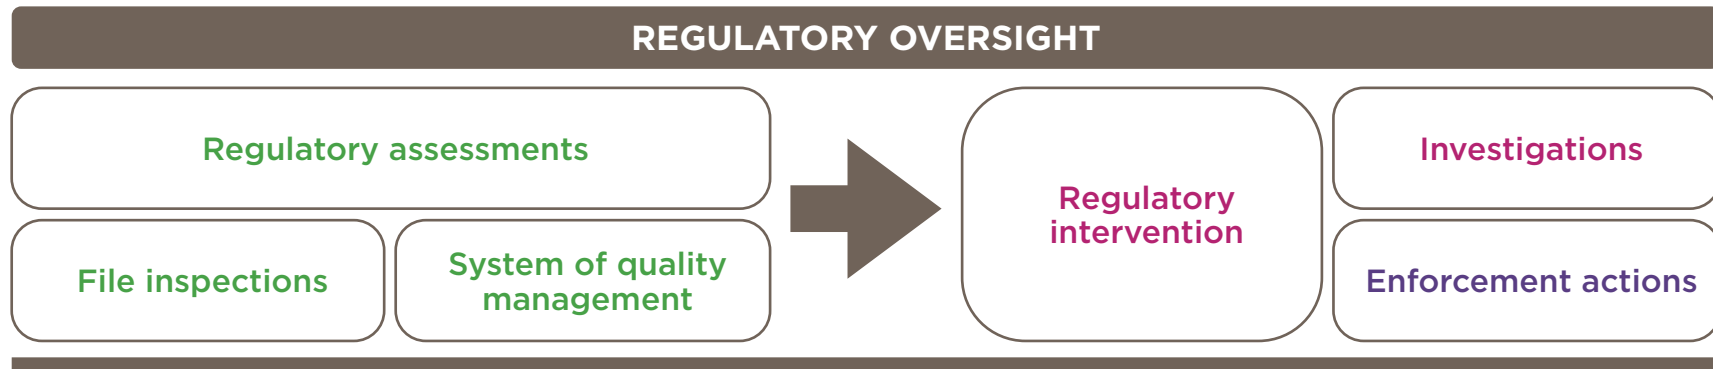 REGULATORY OVERSIGHT
Regulatory assessments
File inspections
System of quality
management
Regulatory
intervention
Investigations
Enforcement actions